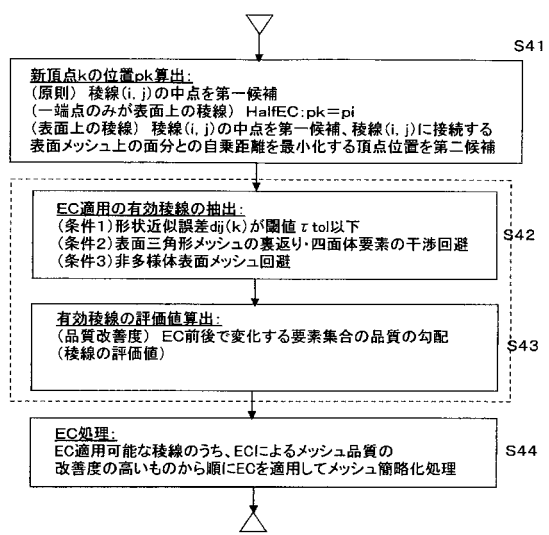 S41
新頂点kの位置pk算出:
(原則) 稜線(i, j)の中点を第一候補
(一端点のみが表面上の稜線) HalfEC:pk=pi
(表面上の稜線) 稜線(i, j)の中点を第一候補、稜線(i, j)に接続する
表面メッシュ上の面分との自乗距離を最小化する頂点位置を第二候補
EC適用の有効稜線の抽出:
(条件1)形状近似誤差dij(k)が閾値τtol以下
(条件2)表面三角形メッシュの裏返り・四面体要素の干渉回避
(条件3)非多様体表面メッシュ回避
S42
有効稜線の評価値算出:
(品質改善度) EC前後で変化する要素集合の品質の勾配
(稜線の評価値)
S43
EC処理:
EC適用可能な稜線のうち、ECによるメッシュ品質の
改善度の高いものから順にECを適用してメッシュ簡略化処理
S44